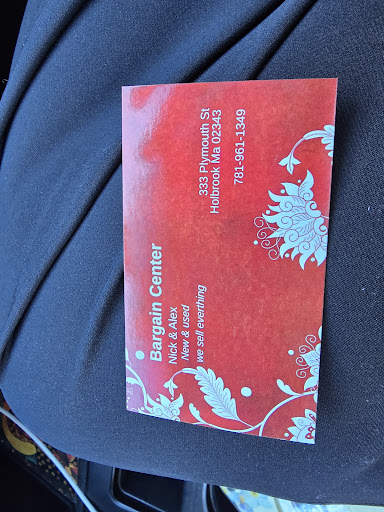 Bargain Center
Nick & Alex
New & used
we sell everthing
333 Plymouth St
Holbrook Ma 02343
781-961-1349